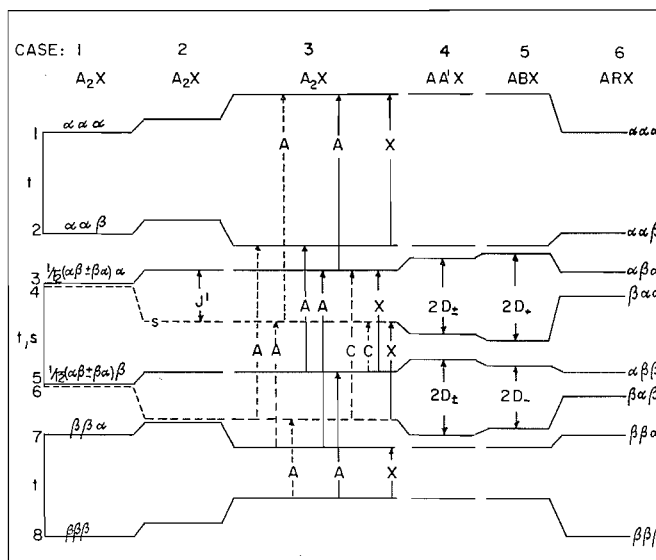 CASE: 1 2 3 4 5 6
A₂X A₂X A₂X AA'X ABX ARX
1 ααα ααα
A A X
t
2 ααβ ααβ
3 1/√2(αβ±βα)α αβα
4 βαα
J' 2D± 2D₊
S
X
t,s A A A A C C X
5 1/√2(αβ±βα)β αββ
6 βαβ
2D± 2D₋
7 ββα ββα
t A A X
8 βββ βββ